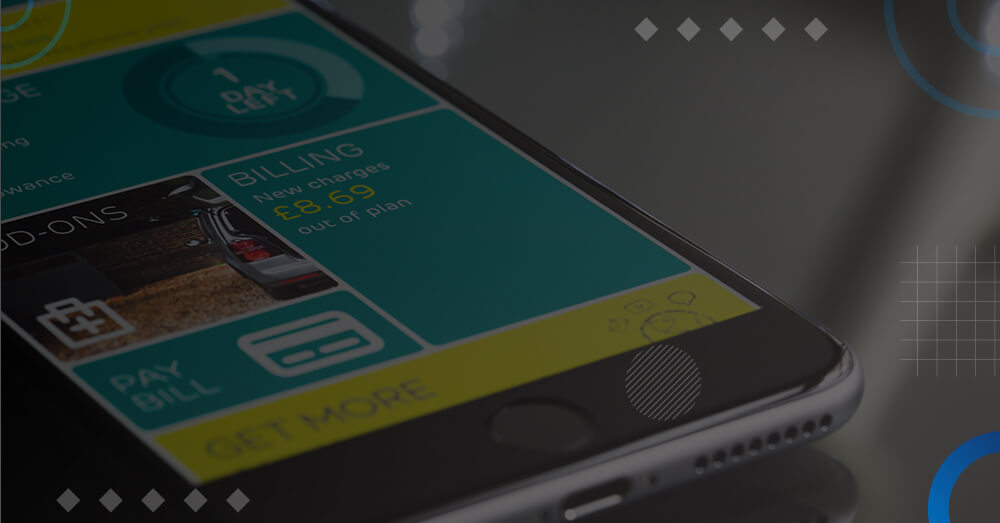 GE
1
DAY
LEFT
ng
owance
BILLING
New charges
£8.69
out of plan
DD-ONS
PAY
BILL
GET MORE